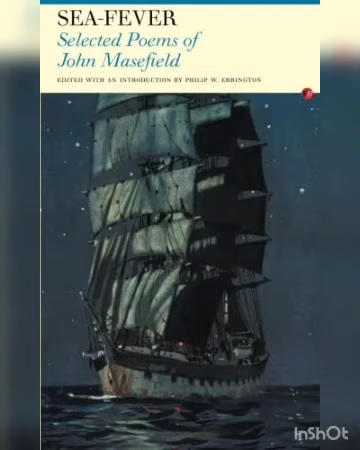 SEA-FEVER
Selected Poems of
John Masefield
EDITED WITH AN INTRODUCTION BY PHILIP W. ERRINGTON
InShOt